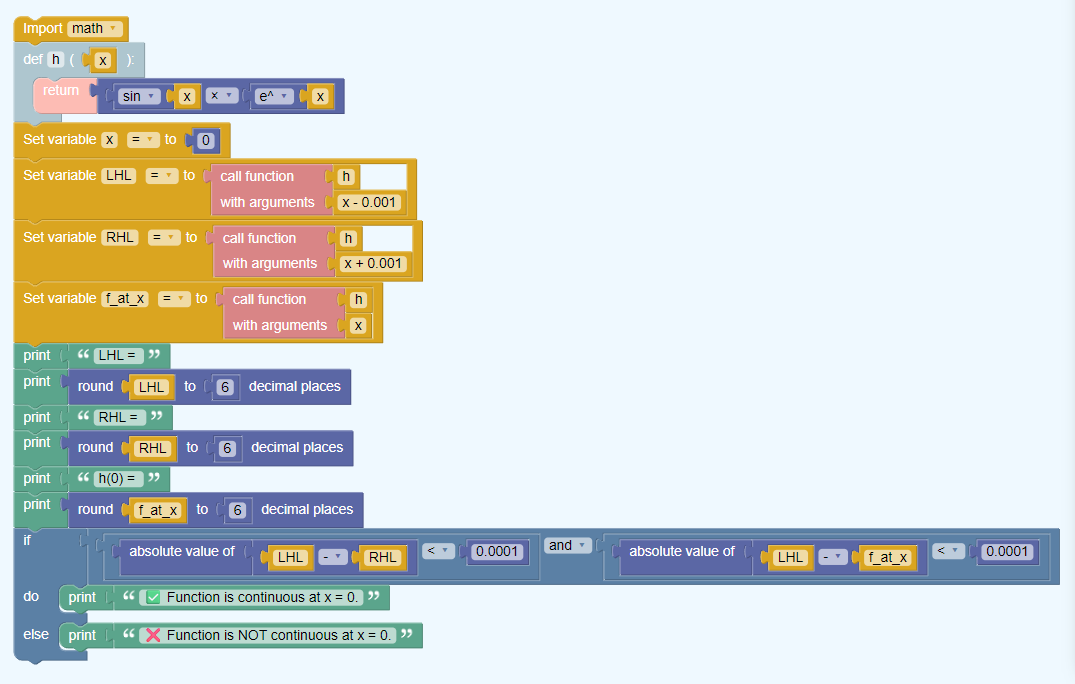 Import math
def h ( x ):
return sin x × e^ x
Set variable x = to 0
Set variable LHL = to call function h
with arguments x - 0.001
Set variable RHL = to call function h
with arguments x + 0.001
Set variable f_at_x = to call function h
with arguments x
print “ LHL = ”
print round LHL to 6 decimal places
print “ RHL = ”
print round RHL to 6 decimal places
print “ h(0) = ”
print round f_at_x to 6 decimal places
if absolute value of LHL - RHL < 0.0001 and absolute value of LHL - f_at_x < 0.0001
do print “ ✅ Function is continuous at x = 0. ”
else print “ ❌ Function is NOT continuous at x = 0. ”